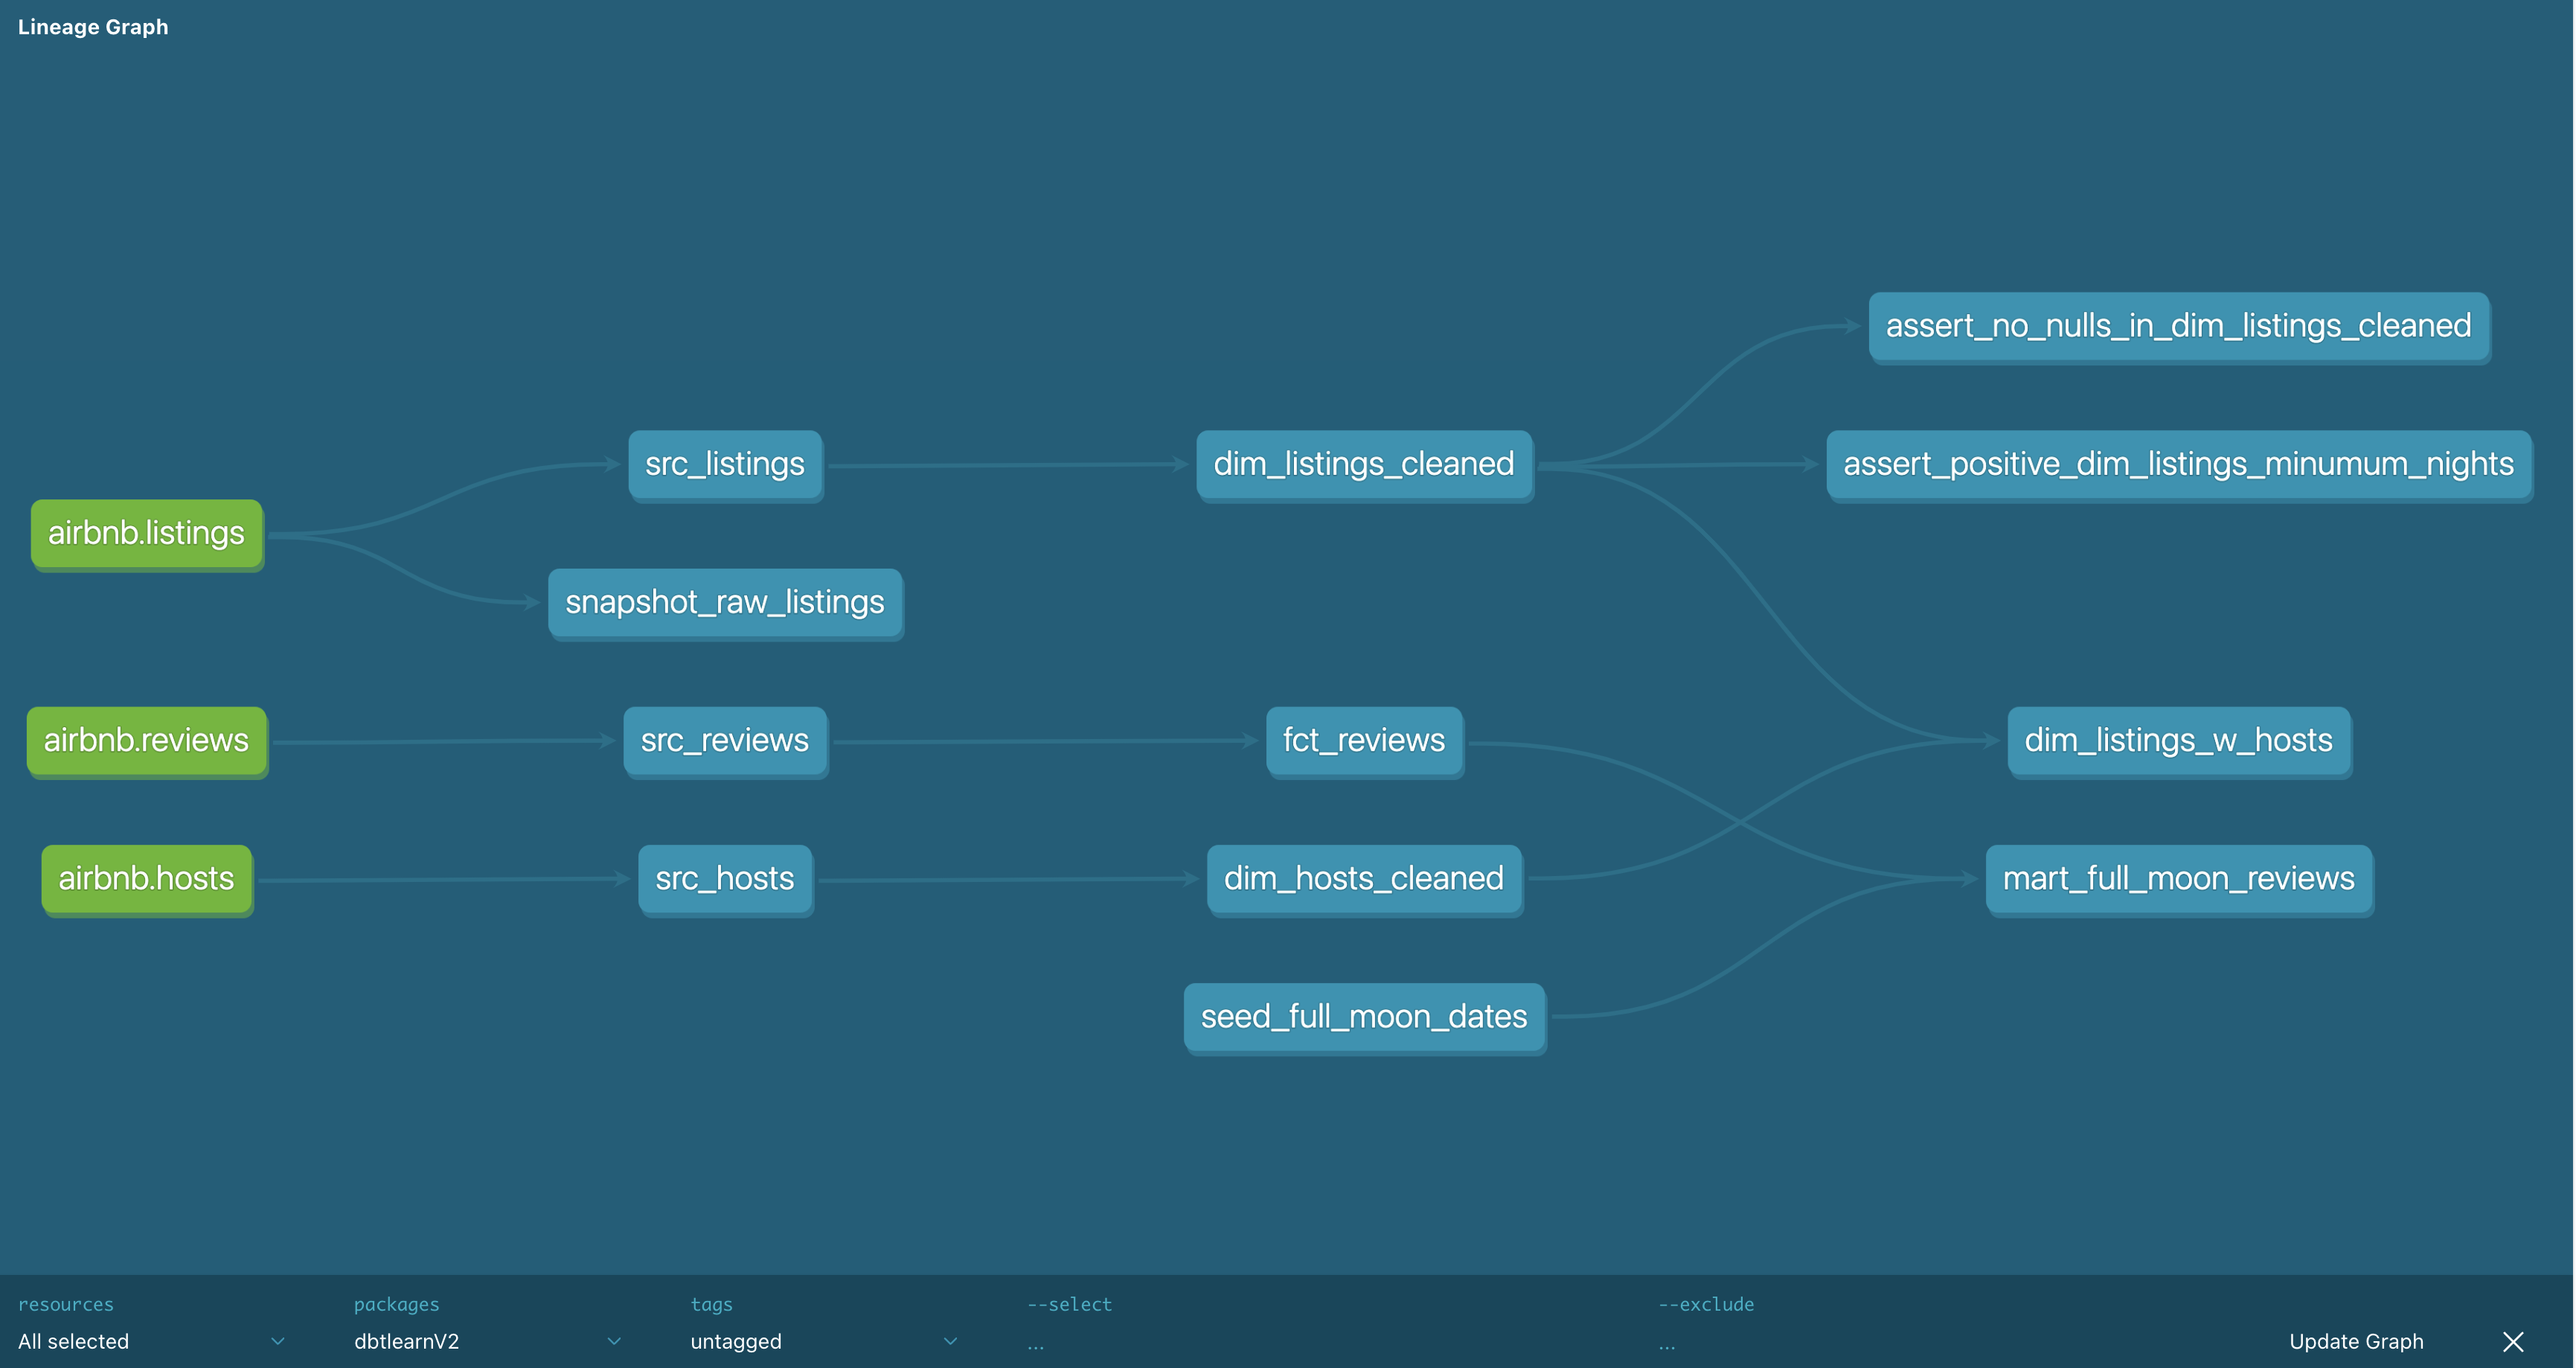 Lineage Graph
assert_no_nulls_in_dim_listings_cleaned
src_listings
dim_listings_cleaned
assert_positive_dim_listings_minumum_nights
airbnb.listings
snapshot_raw_listings
airbnb.reviews
src_reviews
fct_reviews
dim_listings_w_hosts
airbnb.hosts
src_hosts
dim_hosts_cleaned
mart_full_moon_reviews
seed_full_moon_dates
resources
packages
tags
--select
--exclude
All selected
dbtlearnV2
untagged
...
...
Update Graph